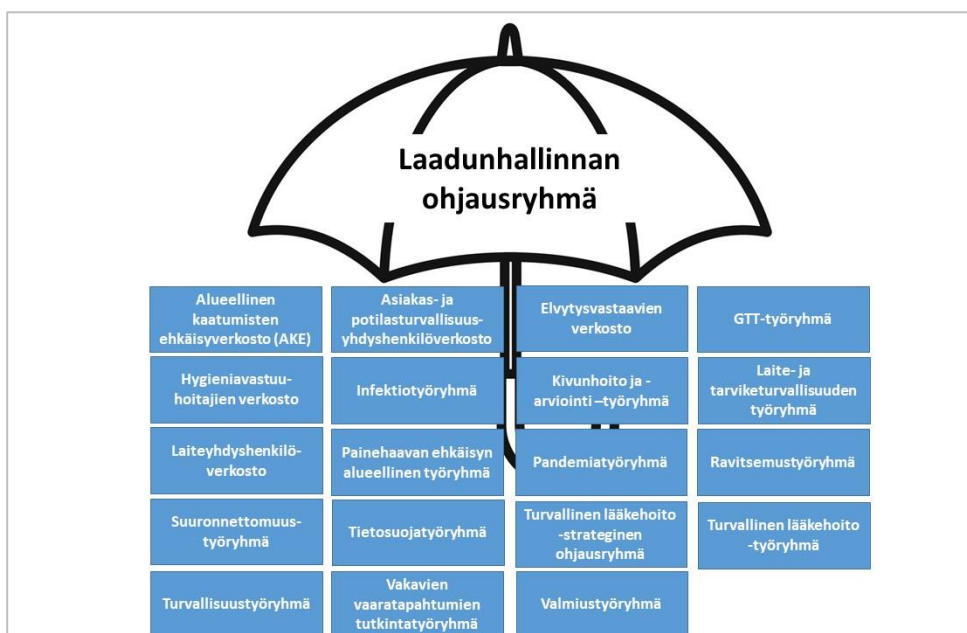 Laadunhallinnan
ohjausryhmä
Alueellinen
kaatumisten
ehkäisyverkosto (AKE)
Asiakas- ja
potilasturvallisuus-
yhdyshenkilöverkosto
Elvytysvastaavien
verkosto
GTT-työryhmä
Hygieniavastuu-
hoitajien verkosto
Infektiotyöryhmä
Kivunhoito ja -
arviointi –työryhmä
Laite- ja
tarviketurvallisuuden
työryhmä
Laiteyhdyshenkilö-
verkosto
Painehaavan ehkäisyn
alueellinen työryhmä
Pandemiatyöryhmä
Ravitsemustyöryhmä
Suuronnettomuus-
työryhmä
Tietosuojatyöryhmä
Turvallinen lääkehoito
-strateginen
ohjausryhmä
Turvallinen lääkehoito
-työryhmä
Turvallisuustyöryhmä
Vakavien
vaaratapahtumien
tutkintatyöryhmä
Valmiustyöryhmä